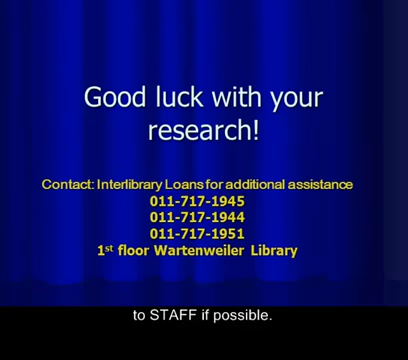 Good luck with your
research!
Contact: Interlibrary Loans for additional assistance
011-717-1945
011-717-1944
011-717-1951
1st floor Wartenweiler Library
to STAFF if possible.